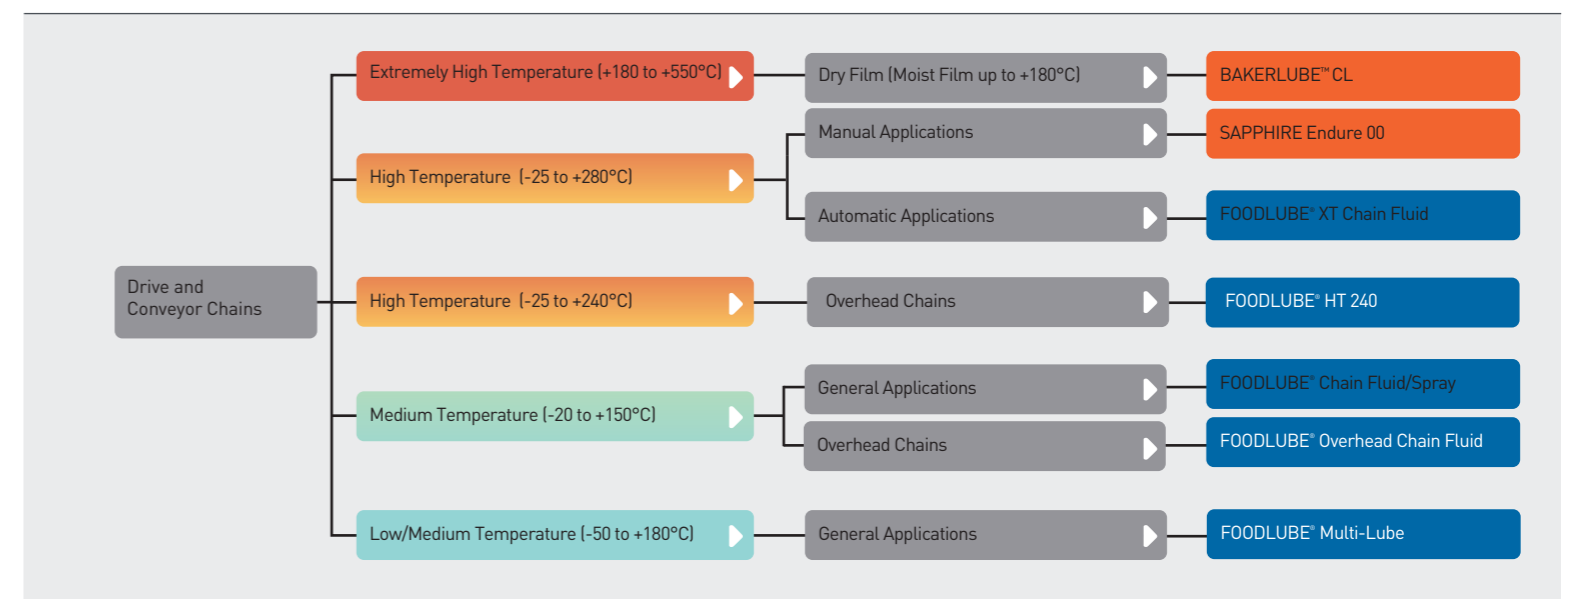 Extremely High Temperature (+180 to +550°C)
Dry Film (Moist Film up to +180°C)
BAKERLUBE™ CL
Manual Applications
SAPPHIRE Endure 00
High Temperature (-25 to +280°C)
Automatic Applications
FOODLUBE® XT Chain Fluid
Drive and
Conveyor Chains
High Temperature (-25 to +240°C)
Overhead Chains
FOODLUBE® HT 240
General Applications
FOODLUBE® Chain Fluid/Spray
Medium Temperature (-20 to +150°C)
Overhead Chains
FOODLUBE® Overhead Chain Fluid
Low/Medium Temperature (-50 to +180°C)
General Applications
FOODLUBE® Multi-Lube